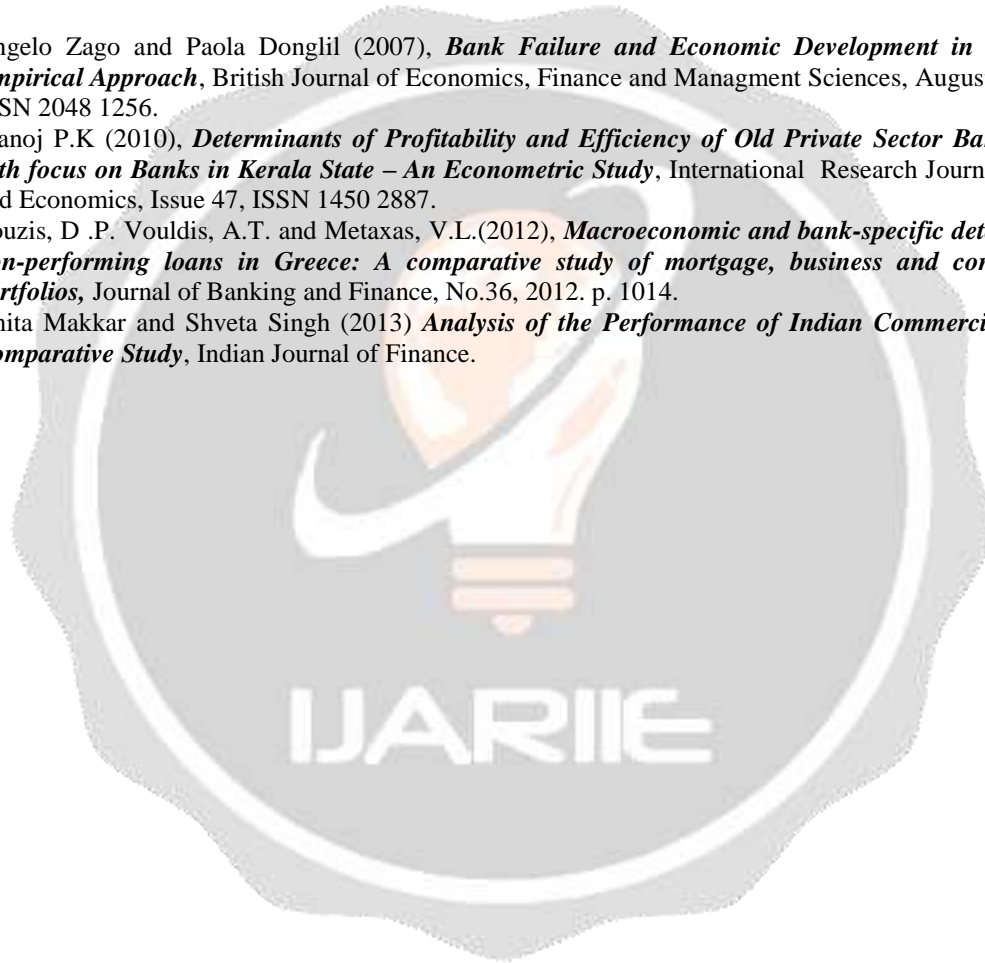 ngelo Zago and Paola Donglil (2007), Bank Failure and Economic Development in
mpirical Approach, British Journal of Economics, Finance and Managment Sciences, Augus
SN 2048 1256.
anoj P.K (2010), Determinants of Profitability and Efficiency of Old Private Sector Ba
th focus on Banks in Kerala State – An Econometric Study, International Research Journ
d Economics, Issue 47, ISSN 1450 2887.
ouzis, D .P. Vouldis, A.T. and Metaxas, V.L.(2012), Macroeconomic and bank-specific det
on-performing loans in Greece: A comparative study of mortgage, business and con
rtfolios, Journal of Banking and Finance, No.36, 2012. p. 1014.
nita Makkar and Shveta Singh (2013) Analysis of the Performance of Indian Commerci
omparative Study, Indian Journal of Finance.
IJARIIE